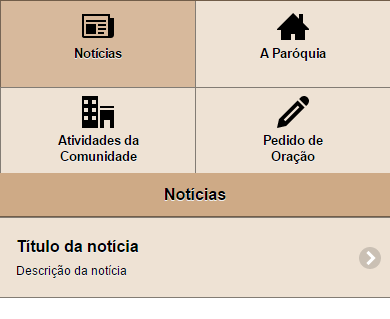 Notícias
A Paróquia
Atividades da
Comunidade
Pedido de
Oração
Notícias
Título da notícia
Descrição da notícia